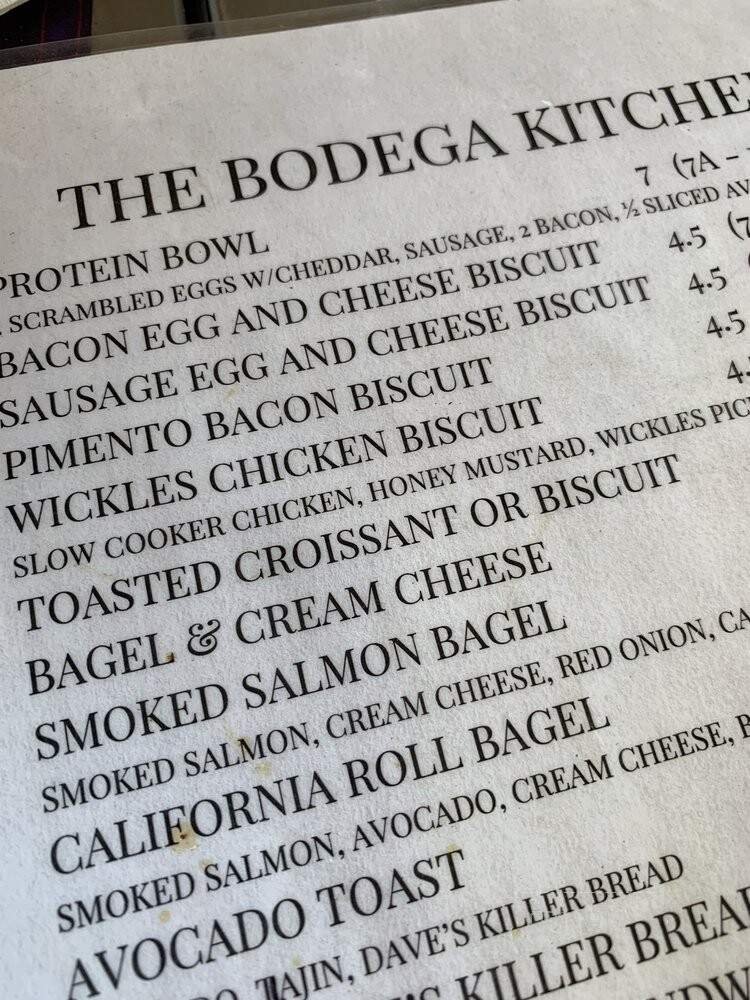 THE BODEGA KITCHE
PROTEIN BOWL 7 (7A –
SCRAMBLED EGGS W/CHEDDAR, SAUSAGE, 2 BACON, ½ SLICED AV
BACON EGG AND CHEESE BISCUIT 4.5 (7
SAUSAGE EGG AND CHEESE BISCUIT 4.5 (
PIMENTO BACON BISCUIT 4.5
WICKLES CHICKEN BISCUIT 4.
SLOW COOKER CHICKEN, HONEY MUSTARD, WICKLES PIC
TOASTED CROISSANT OR BISCUIT
BAGEL & CREAM CHEESE
SMOKED SALMON BAGEL
SMOKED SALMON, CREAM CHEESE, RED ONION, CA
CALIFORNIA ROLL BAGEL
SMOKED SALMON, AVOCADO, CREAM CHEESE,
AVOCADO TOAST
DO, TIAJIN, DAVE'S KILLER BREAD
'S KILLER BREA